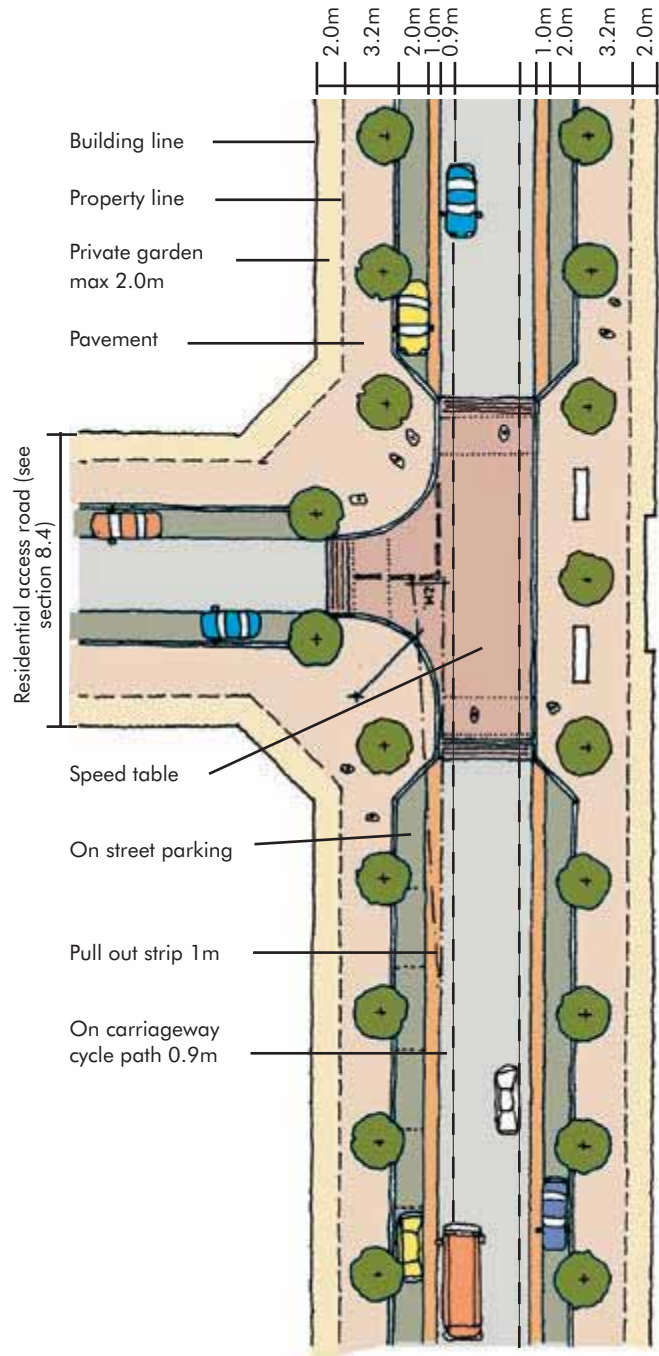 2.0m
3.2m
2.0m
1.0m
0.9m
1.0m
2.0m
3.2m
2.0m
Building line
Property line
Private garden
max 2.0m
Pavement
Residential access road (see
section 8.4)
Speed table
On street parking
Pull out strip 1m
On carriageway
cycle path 0.9m